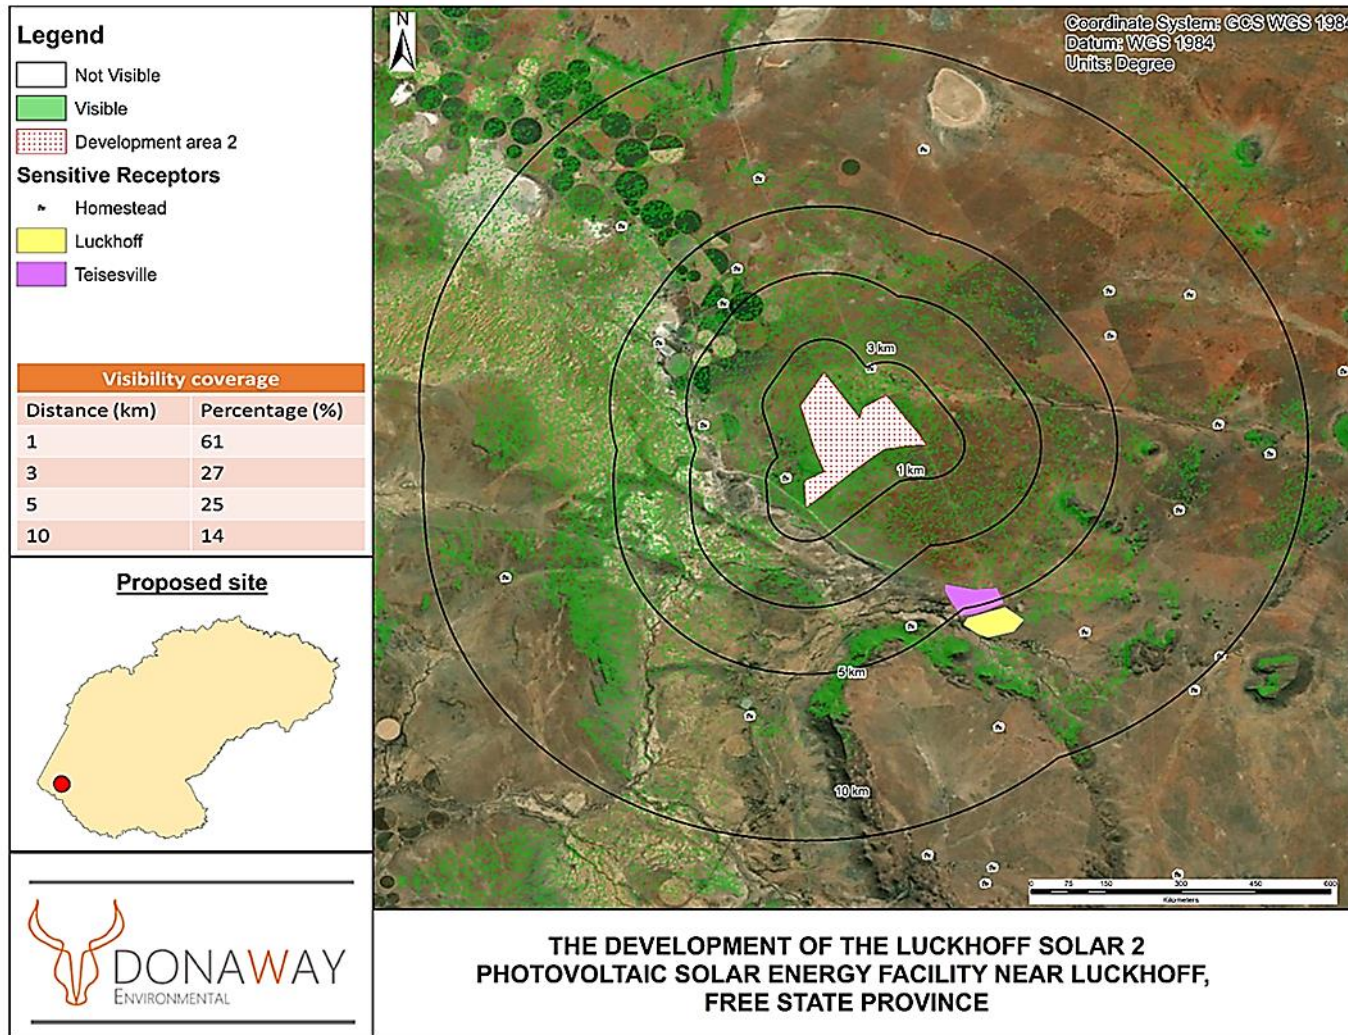 Legend
Not Visible
Visible
Development area 2
Sensitive Receptors
Homestead
Luckhoff
Teisesville
Visibility coverage
Distance (km) Percentage (%)
1 61
3 27
5 25
10 14
Proposed site
DONAWAY
ENVIRONMENTAL
N
Coordinate System: GCS WGS 1984
Datum: WGS 1984
Units: Degree
3 km
1 km
5 km
10 km
0 75 150 300 450 600
Kilometers
THE DEVELOPMENT OF THE LUCKHOFF SOLAR 2
PHOTOVOLTAIC SOLAR ENERGY FACILITY NEAR LUCKHOFF,
FREE STATE PROVINCE